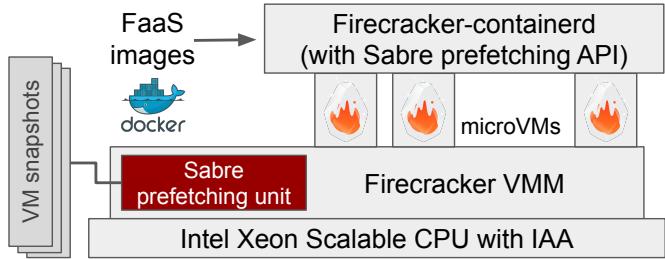 FaaS
images
docker
Firecracker-containerd
(with Sabre prefetching API)
microVMs
VM snapshots
Sabre
prefetching unit
Firecracker VMM
Intel Xeon Scalable CPU with IAA